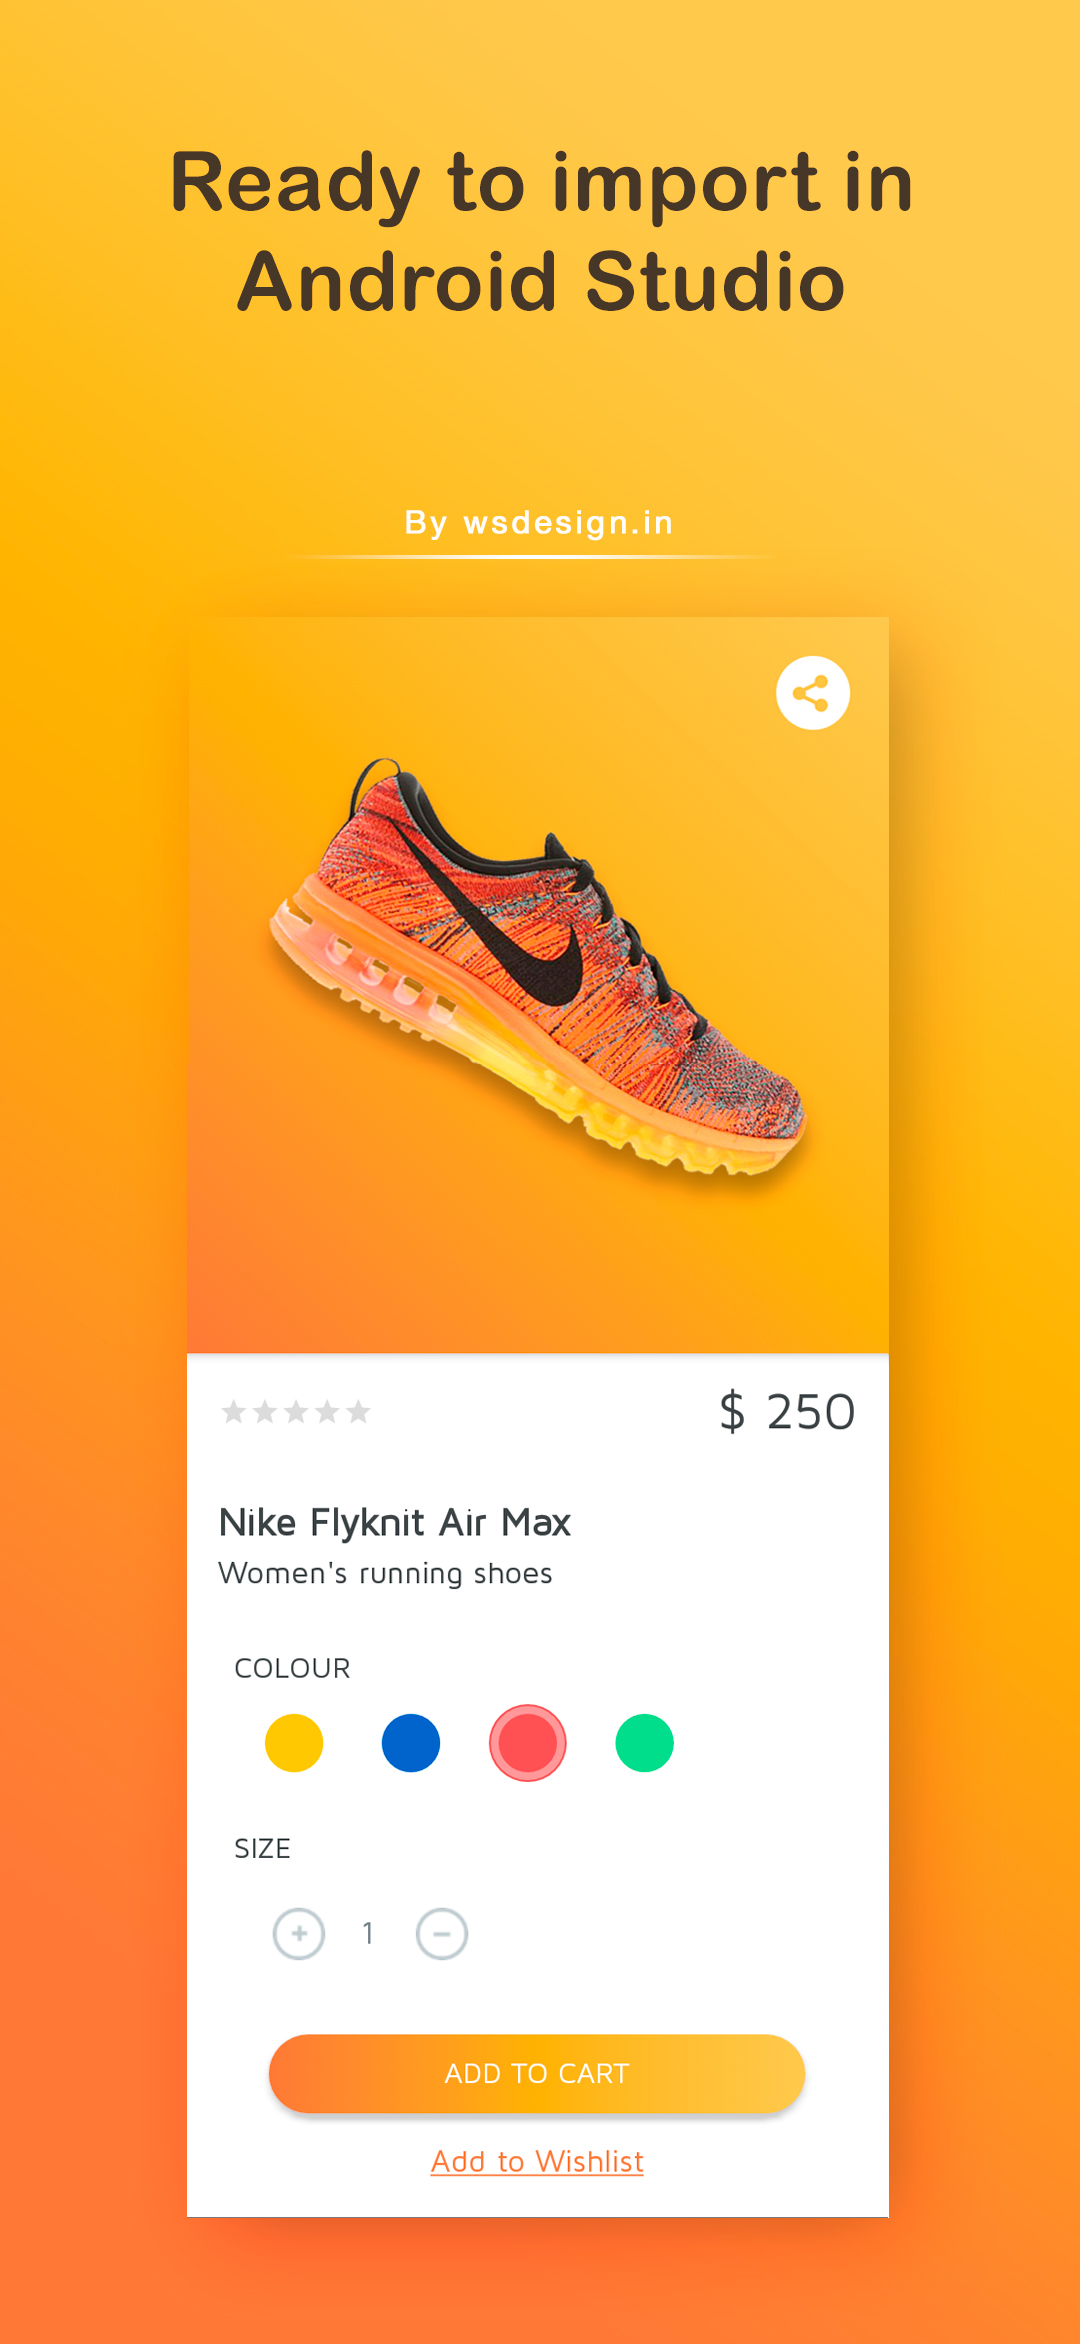 Ready to import in
Android Studio
By wsdesign.in
$ 250
Nike Flyknit Air Max
Women's running shoes
COLOUR
SIZE
1
ADD TO CART
Add to Wishlist